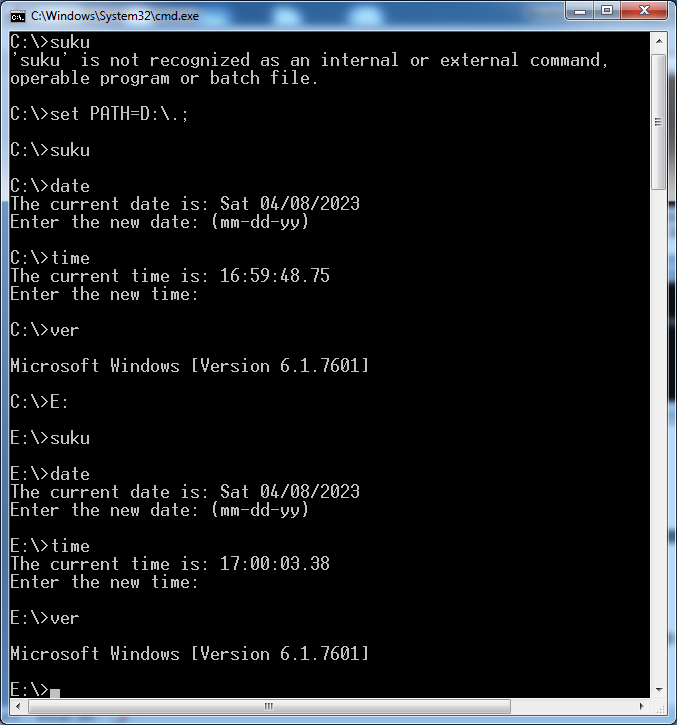 C:\Windows\System32\cmd.exe
C:\>suku
'suku' is not recognized as an internal or external command,
operable program or batch file.
C:\>set PATH=D:\.;
C:\>suku
C:\>date
The current date is: Sat 04/08/2023
Enter the new date: (mm-dd-yy)
C:\>time
The current time is: 16:59:48.75
Enter the new time:
C:\>ver
Microsoft Windows [Version 6.1.7601]
C:\>E:
E:\>suku
E:\>date
The current date is: Sat 04/08/2023
Enter the new date: (mm-dd-yy)
E:\>time
The current time is: 17:00:03.38
Enter the new time:
E:\>ver
Microsoft Windows [Version 6.1.7601]
E:\>